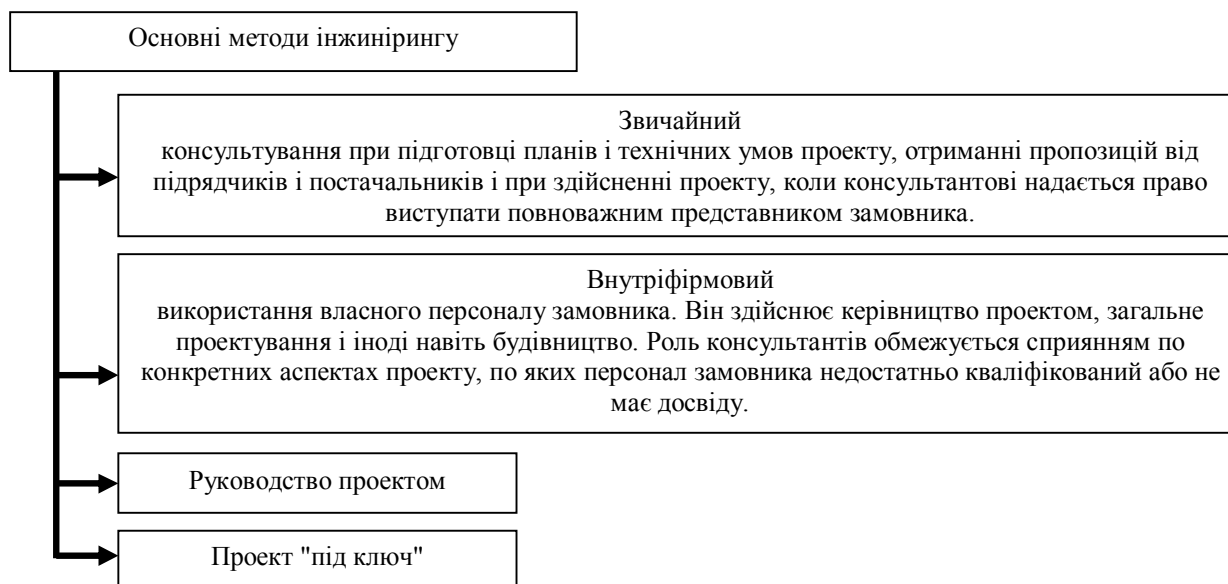 Основні методи інжинірингу
Звичайний
консультування при підготовці планів і технічних умов проекту, отриманні пропозицій від
підрядчиків і постачальників і при здійсненні проекту, коли консультантові надається право
виступати повноважним представником замовника.
Внутріфірмовий
використання власного персоналу замовника. Він здійснює керівництво проектом, загальне
проектування і іноді навіть будівництво. Роль консультантів обмежується сприянням по
конкретних аспектах проекту, по яких персонал замовника недостатньо кваліфікований або не
має досвіду.
Руководство проектом
Проект "під ключ"